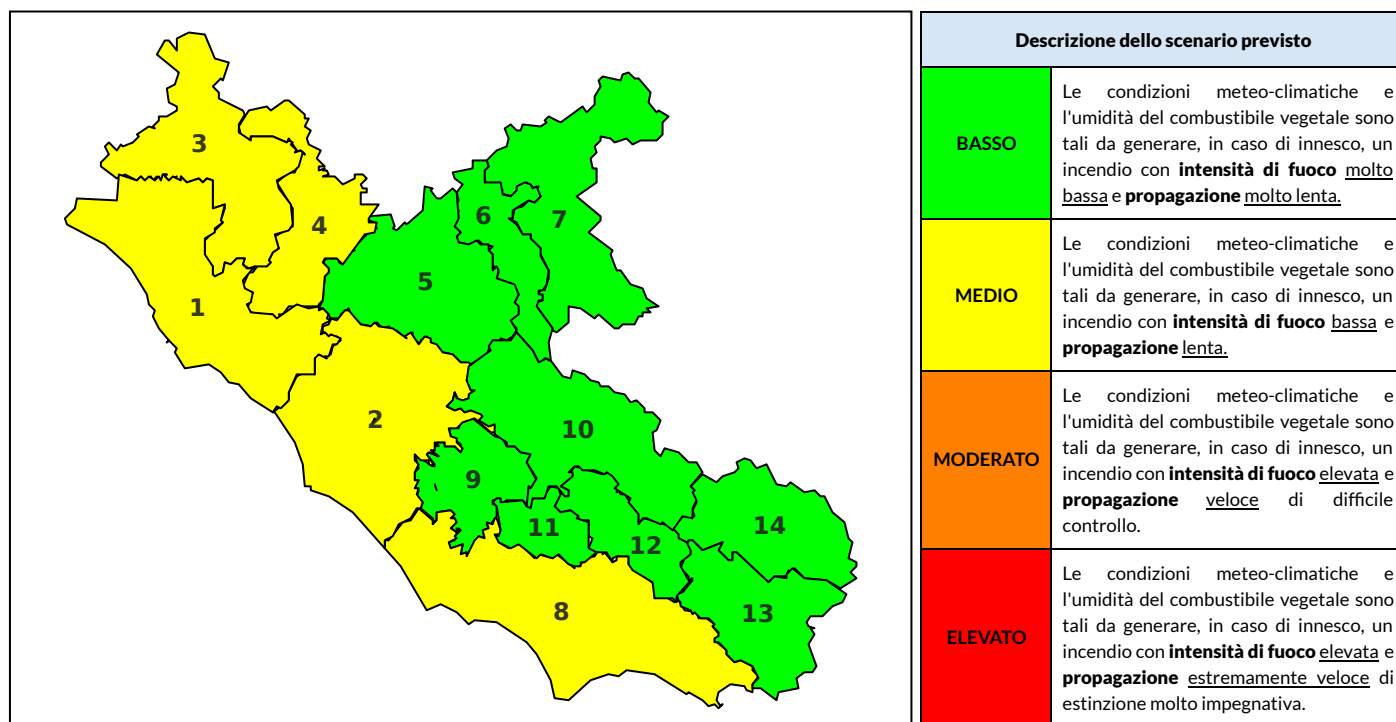 3
4
6
7
5
1
2
10
9
14
11
12
8
13
Descrizione dello scenario previsto
BASSO
Le condizioni meteo-climatiche e
l'umidità del combustibile vegetale sono
tali da generare, in caso di innesco, un
incendio con intensità di fuoco molto
bassa e propagazione molto lenta.
MEDIO
Le condizioni meteo-climatiche e
l'umidità del combustibile vegetale sono
tali da generare, in caso di innesco, un
incendio con intensità di fuoco bassa e
propagazione lenta.
MODERATO
Le condizioni meteo-climatiche e
l'umidità del combustibile vegetale sono
tali da generare, in caso di innesco, un
incendio con intensità di fuoco elevata e
propagazione veloce di difficile
controllo.
ELEVATO
Le condizioni meteo-climatiche e
l'umidità del combustibile vegetale sono
tali da generare, in caso di innesco, un
incendio con intensità di fuoco elevata e
propagazione estremamente veloce di
estinzione molto impegnativa.